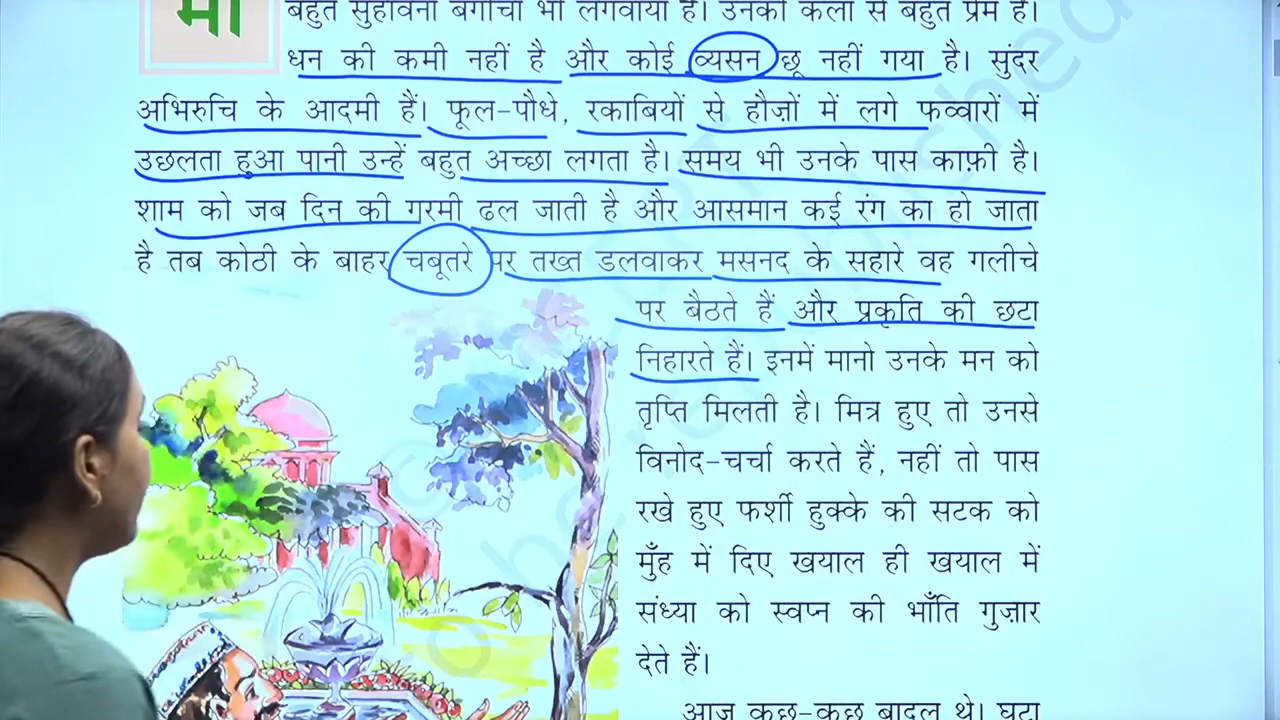 मा
बहुत सुहावना बगीचा भी लगवाया है। उनको कला से बहुत प्रेम है।
धन की कमी नहीं है और कोई व्यसन छू नहीं गया है। सुंदर
अभिरुचि के आदमी हैं। फूल-पौधे, रकाबियों से हौज़ों में लगे फव्वारों में
उछलता हुआ पानी उन्हें बहुत अच्छा लगता है। समय भी उनके पास काफ़ी है।
शाम को जब दिन की गरमी ढल जाती है और आसमान कई रंग का हो जाता
है तब कोठी के बाहर चबूतरे पर तख्त डलवाकर मसनद के सहारे वह गलीचे
पर बैठते हैं और प्रकृति की छटा
निहारते हैं। इनमें मानो उनके मन को
तृप्ति मिलती है। मित्र हुए तो उनसे
विनोद-चर्चा करते हैं, नहीं तो पास
रखे हुए फर्शी हुक्के की सटक को
मुँह में दिए खयाल ही खयाल में
संध्या को स्वप्न की भाँति गुज़ार
देते हैं।
आज कुछ-कुछ बादल थे। घटा